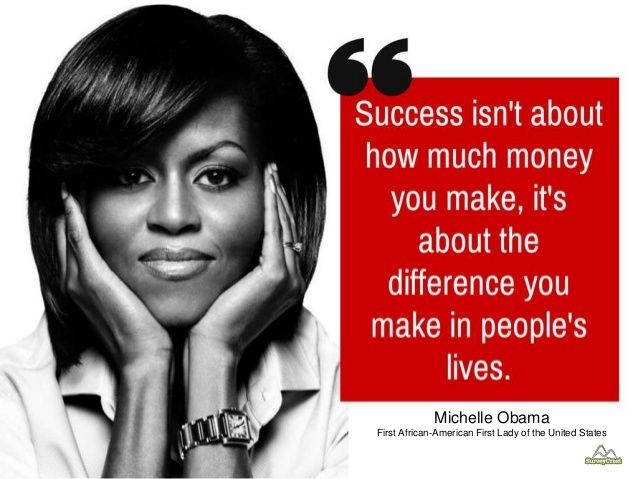 “
Success isn't about
how much money
you make, it's
about the
difference you
make in people's
lives.
Michelle Obama
First African-American First Lady of the United States
SurveyCrest